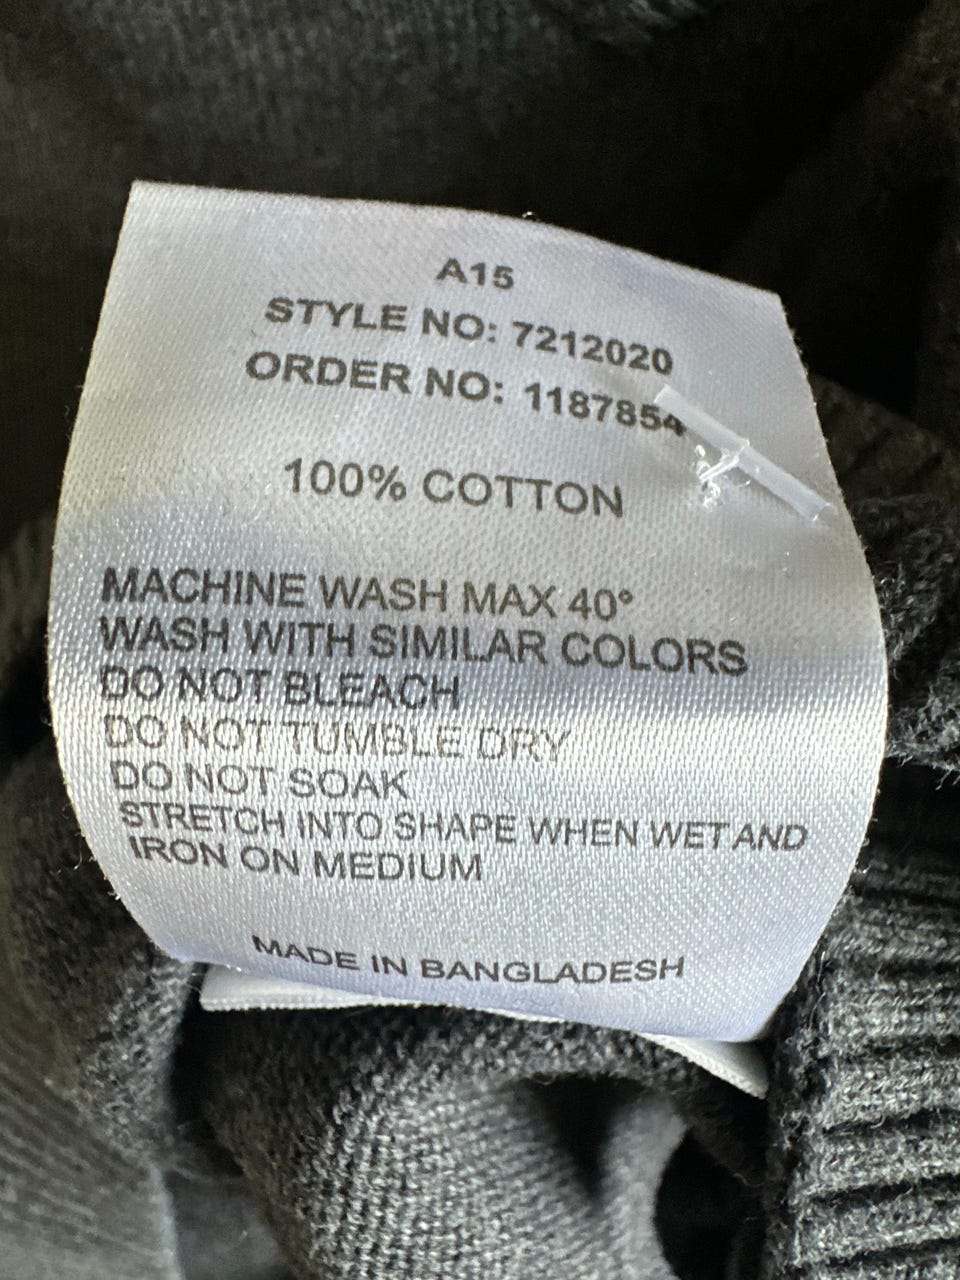 A15
STYLE NO: 7212020
ORDER NO: 1187854
100% COTTON
MACHINE WASH MAX 40°
WASH WITH SIMILAR COLORS
DO NOT BLEACH
DO NOT TUMBLE DRY
DO NOT SOAK
STRETCH INTO SHAPE WHEN WET AND
IRON ON MEDIUM
MADE IN BANGLADESH